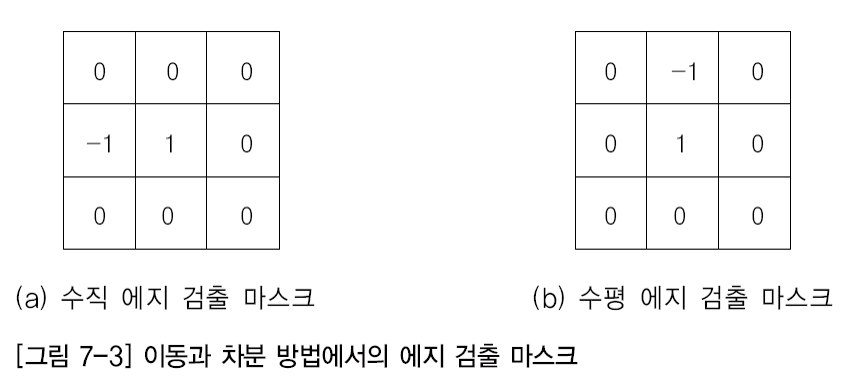 0 0 0
-1 1 0
0 0 0
(a) 수직 에지 검출 마스크
0 -1 0
0 1 0
0 0 0
(b) 수평 에지 검출 마스크
[그림 7-3] 이동과 차분 방법에서의 에지 검출 마스크